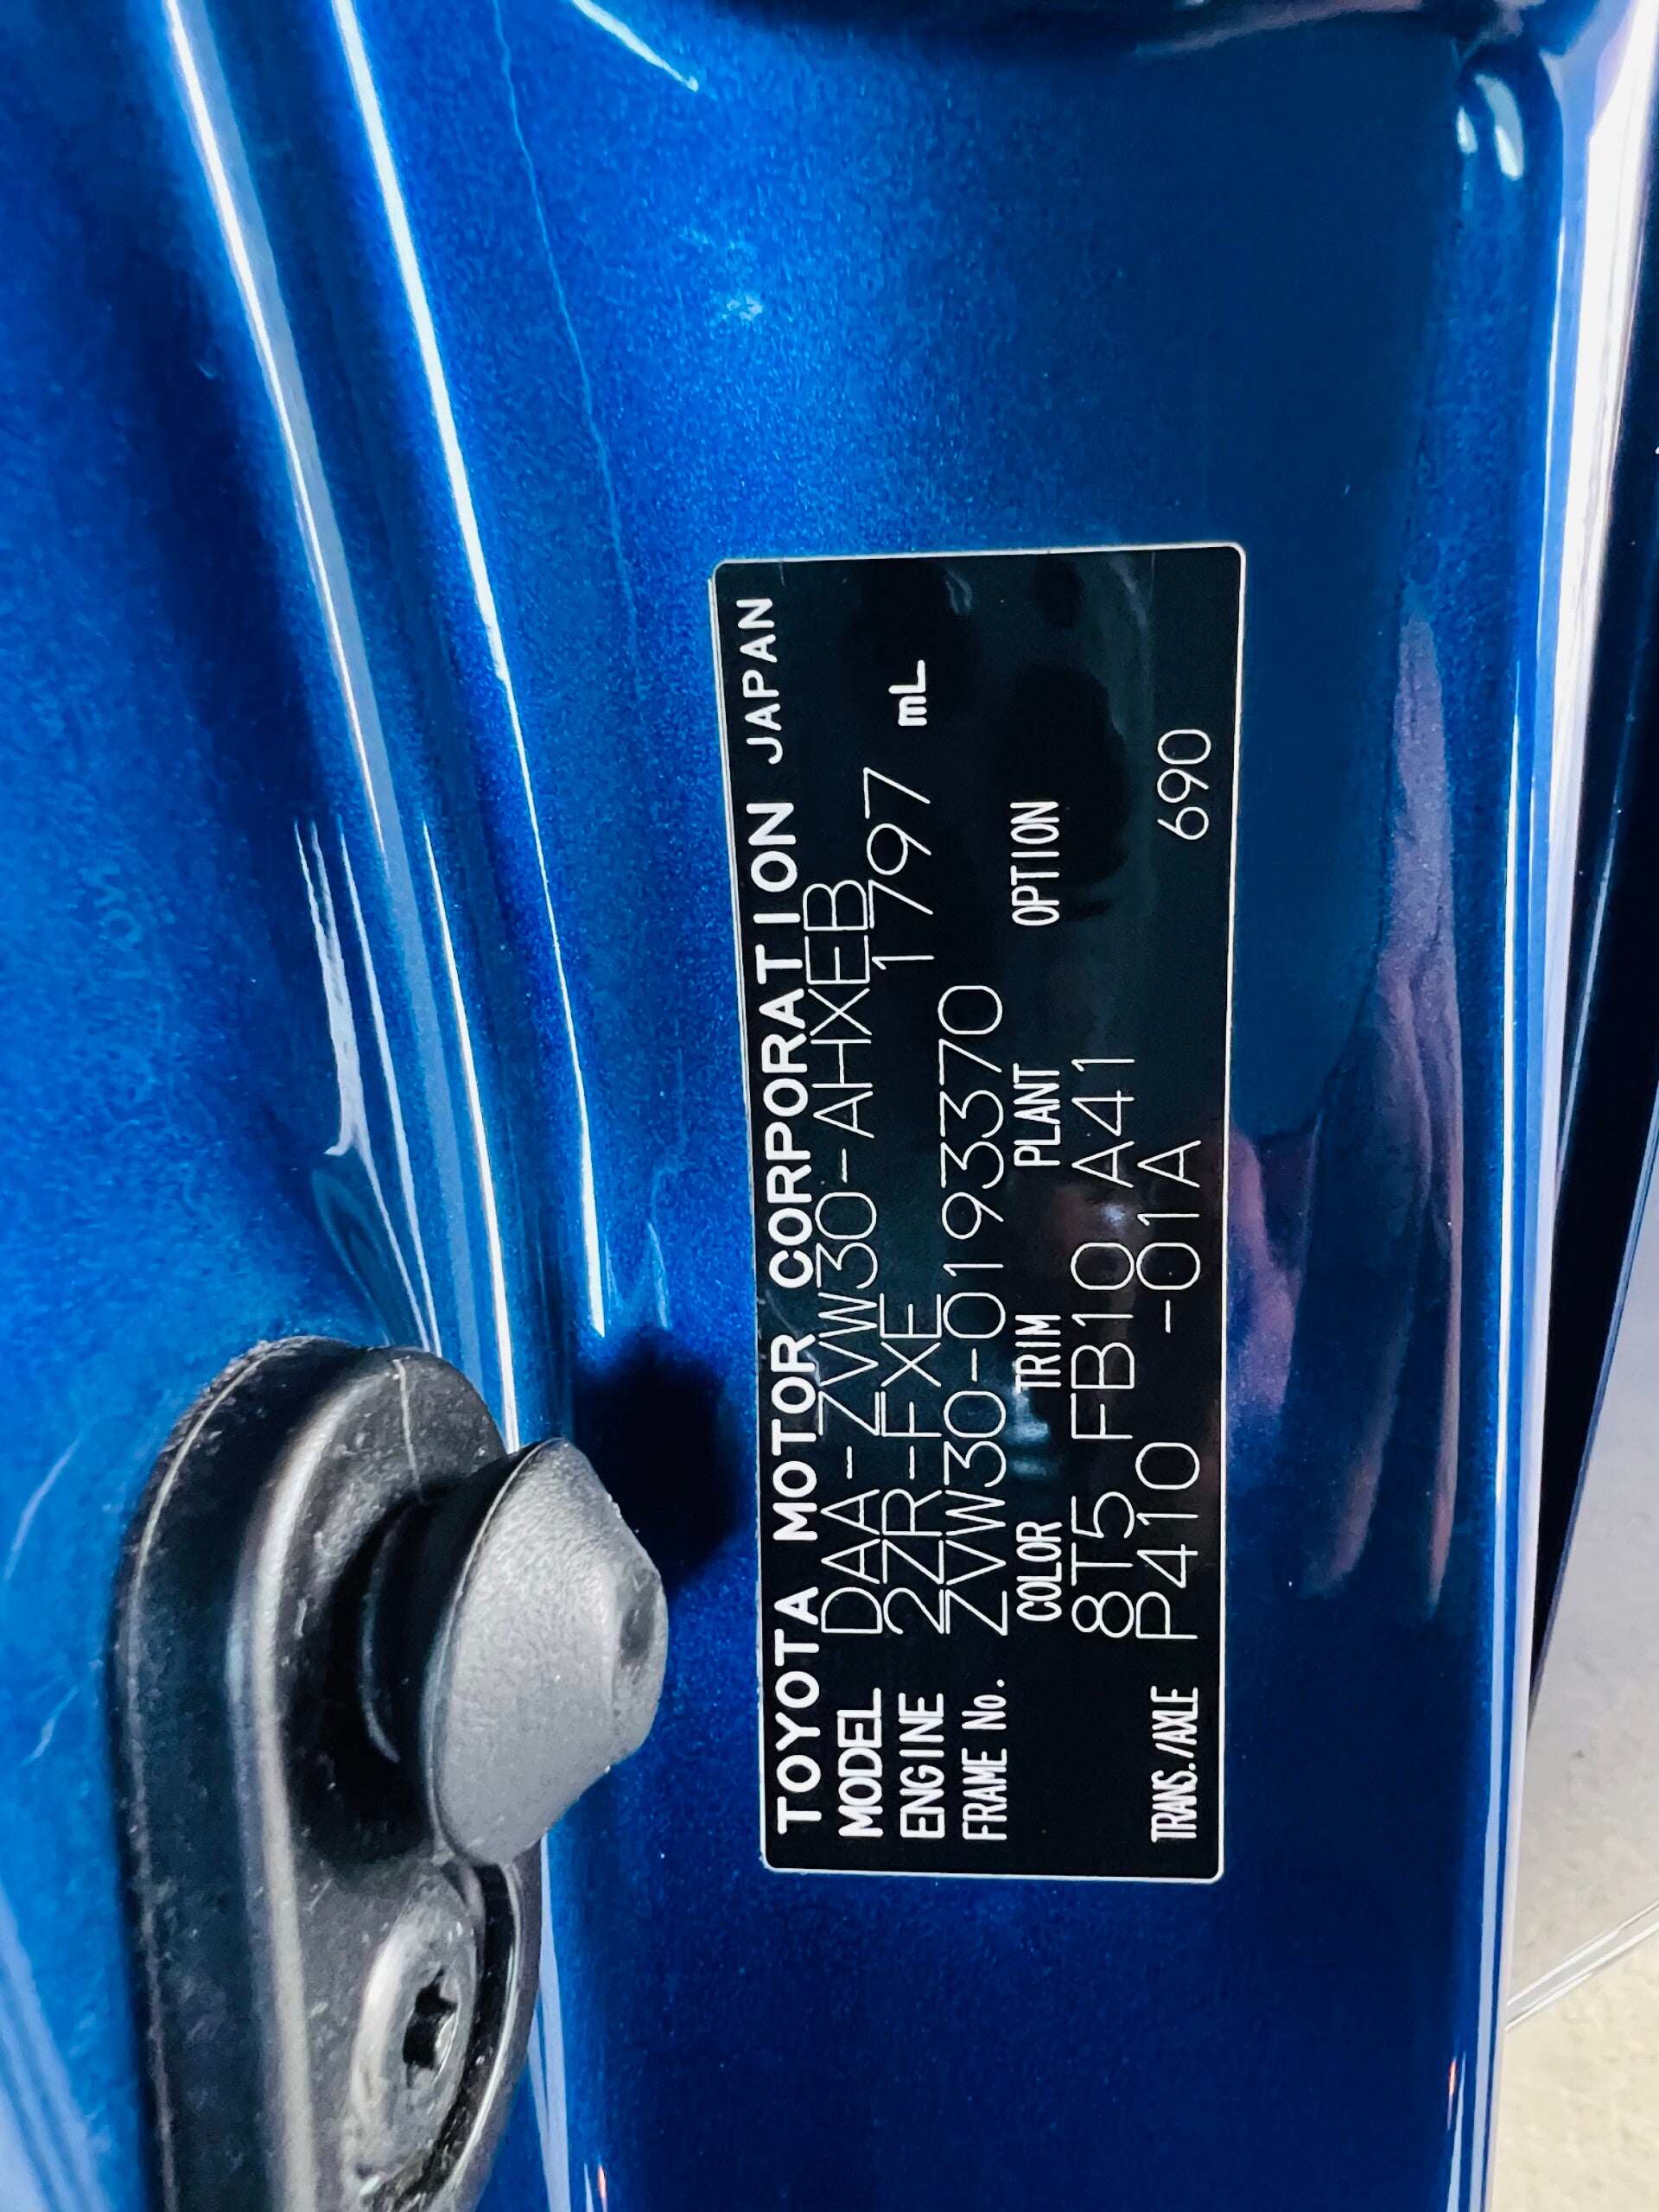 TOYOTA MOTOR CORPORATION JAPAN
MODEL DAA-ZVW30-AHXEB
ENGINE 2ZR-FXE 1797 mL
FRAME No. ZVW30-0193370
COLOR TRIM PLANT OPTION
8T5 FB10 A41
TRANS./AXLE P410 -01A 690